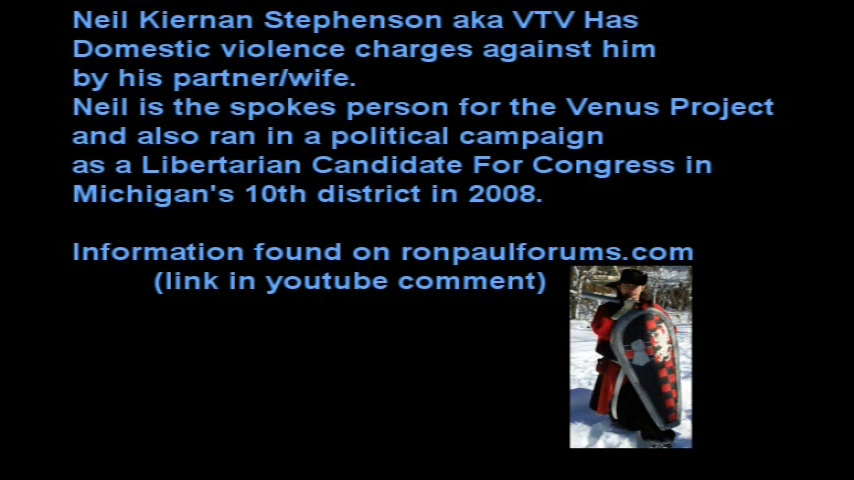 Neil Kiernan Stephenson aka VTV Has
Domestic violence charges against him
by his partner/wife.
Neil is the spokes person for the Venus Project
and also ran in a political campaign
as a Libertarian Candidate For Congress in
Michigan's 10th district in 2008.
Information found on ronpaulforums.com
(link in youtube comment)